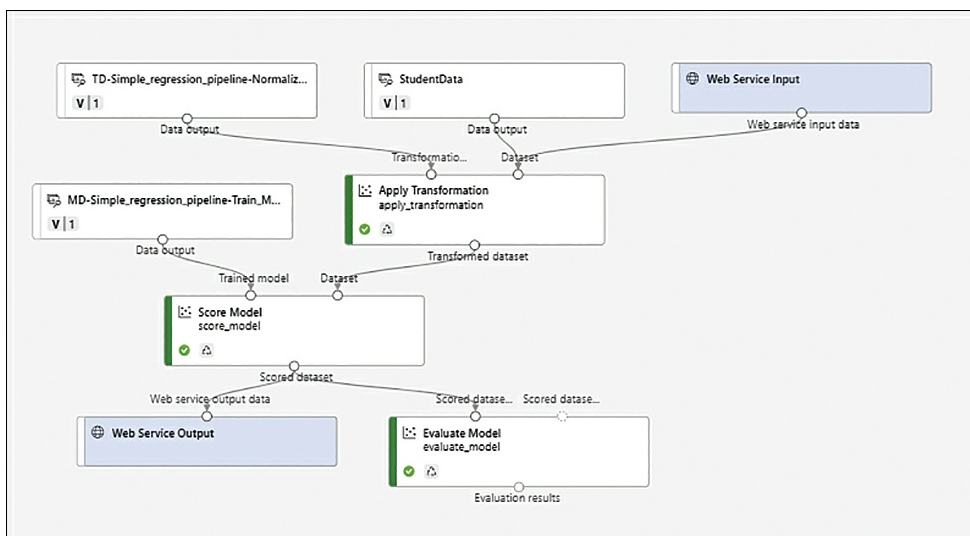 TD-Simple_regression_pipeline-Normaliz...
V 1
Data output
StudentData
V 1
Data output
Web Service Input
Web service input data
Transformatio...
Dataset
Apply Transformation
apply_transformation
Transformed dataset
MD-Simple_regression_pipeline-Train_M...
V 1
Data output
Trained model
Dataset
Score Model
score_model
Scored dataset
Web service output data
Web Service Output
Scored datase...
Scored datase...
Evaluate Model
evaluate_model
Evaluation results